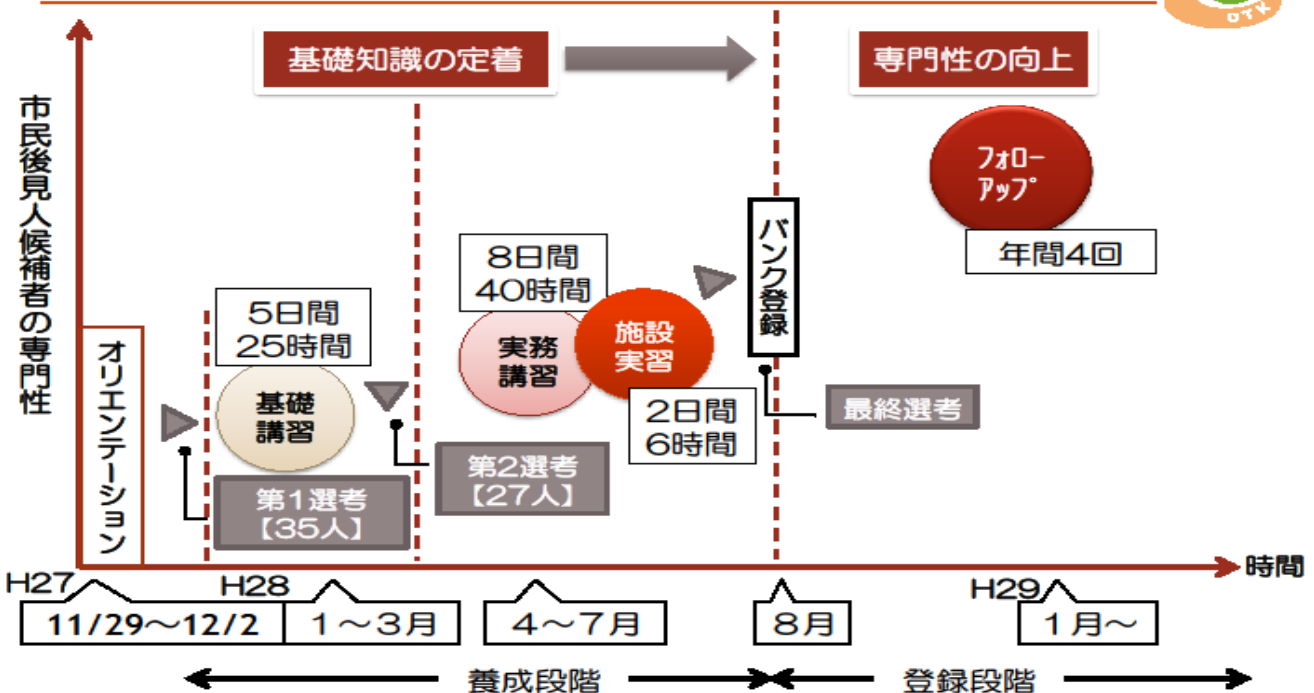 OTK
基礎知識の定着
専門性の向上
市民後見人候補者の専門性
フォロー
アップ
年間4回
バンク登録
8日間
40時間
5日間
25時間
実務
講習
施設
実習
オリエンテーション
基礎
講習
2日間
6時間
最終選考
第1選考
【35人】
第2選考
【27人】
時間
H27
H28
H29
11/29～12/2
1～3月
4～7月
8月
1月～
養成段階
登録段階